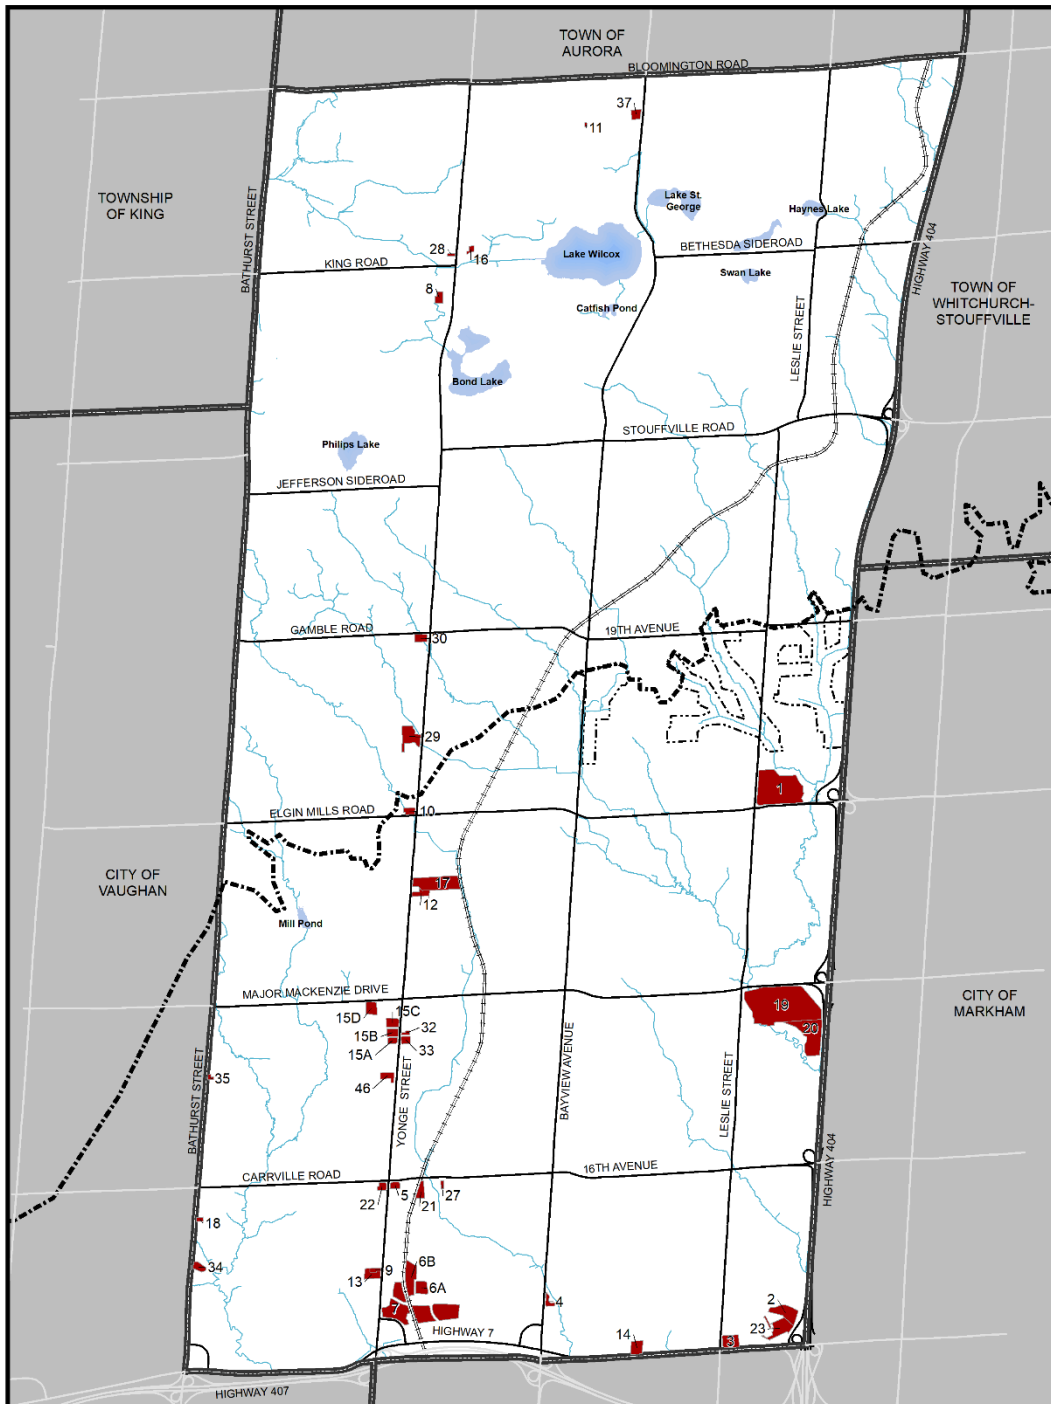 TOWN OF
AURORA
BLOOMINGTON ROAD
37
11
TOWNSHIP
OF KING
BATHURST STREET
Lake St.
George
Haynes Lake
HIGHWAY 404
28
16
KING ROAD
Lake Wilcox
BETHESDA SIDEROAD
Swan Lake
TOWN OF
WHITCHURCH-
STOUFFVILLE
8
Catfish Pond
LESLIE STREET
Bond Lake
STOUFFVILLE ROAD
Philips Lake
JEFFERSON SIDEROAD
GAMBLE ROAD
30
19TH AVENUE
29
1
ELGIN MILLS ROAD
10
CITY OF
VAUGHAN
17
12
Mill Pond
MAJOR MACKENZIE DRIVE
CITY OF
MARKHAM
15D
15C
19
15B
32
20
15A
33
35
46
BATHURST STREET
YONGE STREET
BAYVIEW AVENUE
LESLIE STREET
HIGHWAY 404
CARRVILLE ROAD
16TH AVENUE
22
5
21
27
18
34
13
9
6B
6A
7
4
2
23
HIGHWAY 7
14
3
HIGHWAY 407